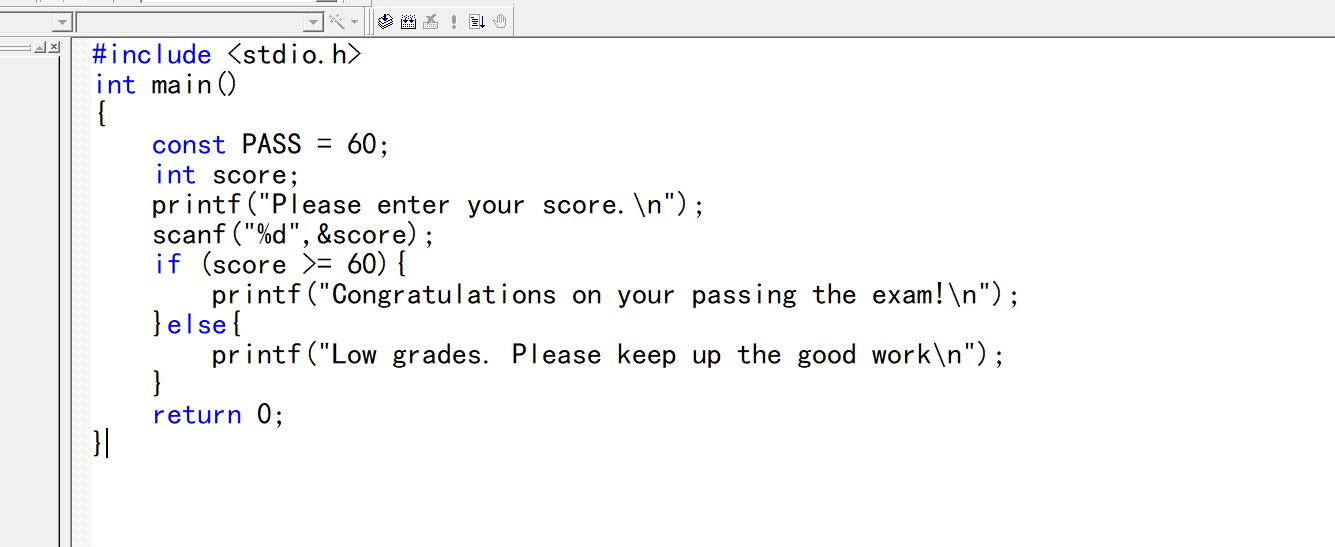 #include <stdio.h>
int main()
{
    const PASS = 60;
    int score;
    printf("Please enter your score.\n");
    scanf("%d",&score);
    if (score >= 60){
        printf("Congratulations on your passing the exam!\n");
    }else{
        printf("Low grades. Please keep up the good work\n");
    }
    return 0;
}